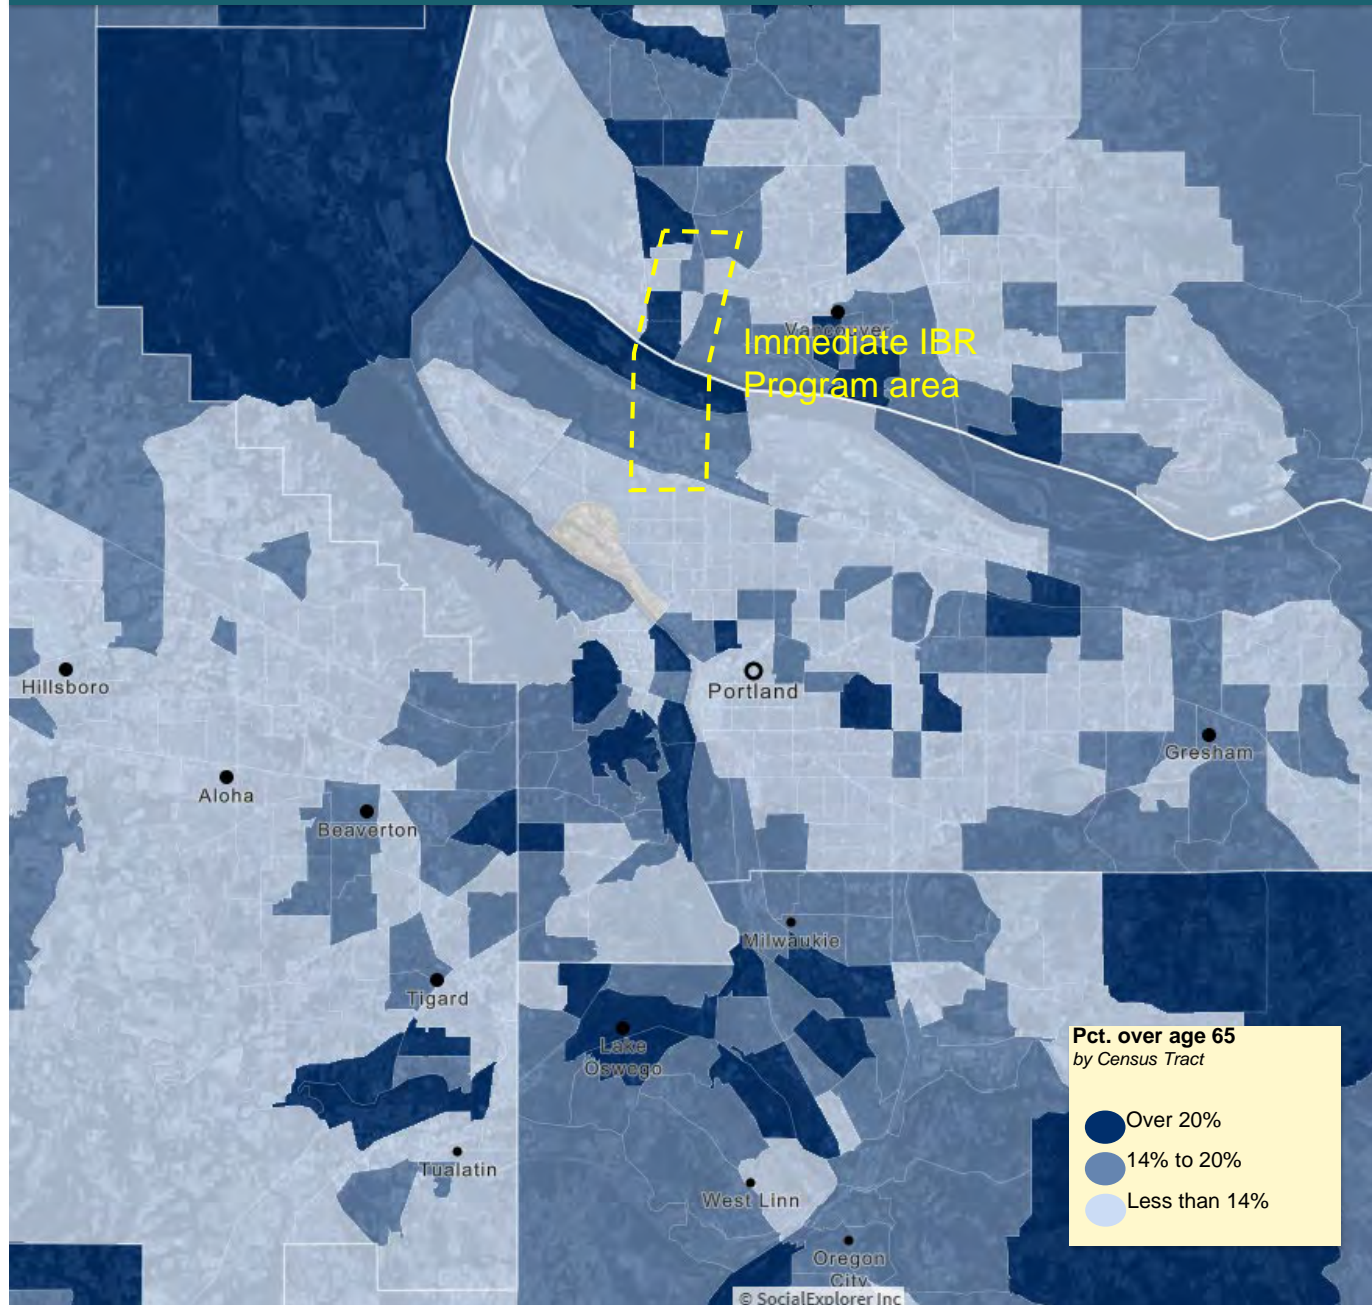 Vancouver
Immediate IBR
Program area
Hillsboro
Portland
Gresham
Aloha
Beaverton
Milwaukie
Tigard
Lake
Oswego
Pct. over age 65
by Census Tract
Over 20%
14% to 20%
Less than 14%
Tualatin
West Linn
Oregon
City
© SocialExplorer Inc